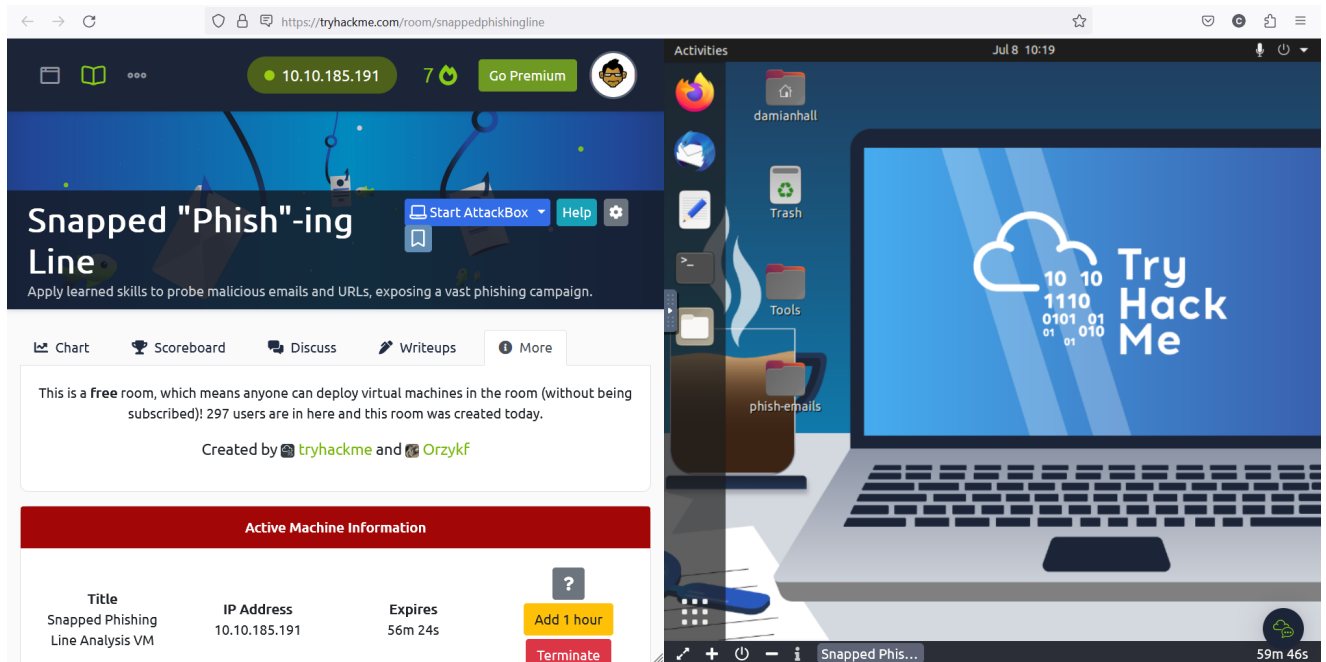 https://tryhackme.com/room/snappedphishingline
10.10.185.191
7
Go Premium
Snapped "Phish"-ing
Line
Start AttackBox
Help
Apply learned skills to probe malicious emails and URLs, exposing a vast phishing campaign.
Chart
Scoreboard
Discuss
Writeups
More
This is a free room, which means anyone can deploy virtual machines in the room (without being
subscribed)! 297 users are in here and this room was created today.
Created by tryhackme and Orzykf
Active Machine Information
Title
Snapped Phishing
Line Analysis VM
IP Address
10.10.185.191
Expires
56m 24s
?
Add 1 hour
Terminate
Activities
Jul 8 10:19
damianhall
Trash
Tools
phish-emails
10 10
1110
0101 01
01 010
01
Try
Hack
Me
Snapped Phis...
59m 46s